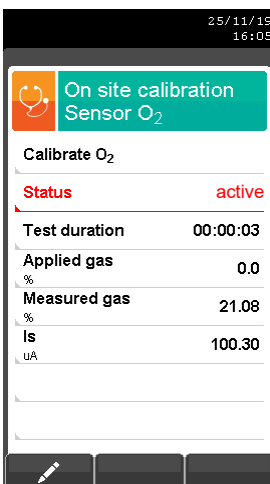 25/11/19
16:05
On site calibration
Sensor O₂
Calibrate O₂
Status active
Test duration 00:00:03
Applied gas
% 0.0
Measured gas
% 21.08
Is
uA 100.30